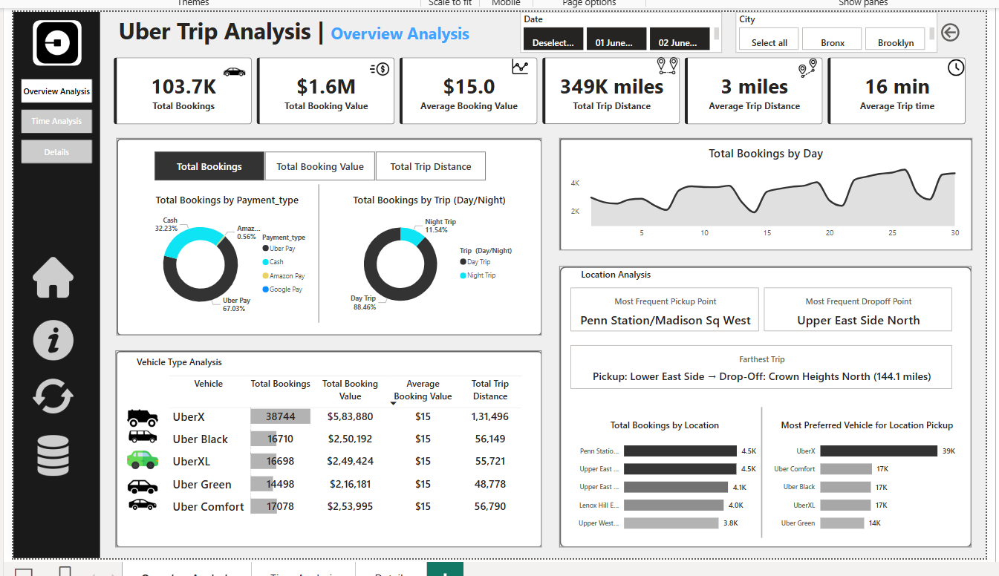 Themes
Scale to fit
Mobile
Page options
Show panes
Uber Trip Analysis | Overview Analysis
Date
Deselect...
01 June...
02 June...
City
Select all
Bronx
Brooklyn
Overview Analysis
Time Analysis
Details
103.7K
Total Bookings
$1.6M
Total Booking Value
$15.0
Average Booking Value
349K miles
Total Trip Distance
3 miles
Average Trip Distance
16 min
Average Trip time
Total Bookings
Total Booking Value
Total Trip Distance
Total Bookings by Payment_type
Cash
32.23%
Amaz...
0.56%
Uber Pay
67.03%
Payment_type
Uber Pay
Cash
Amazon Pay
Google Pay
Total Bookings by Trip (Day/Night)
Night Trip
11.54%
Day Trip
88.46%
Trip (Day/Night)
Day Trip
Night Trip
Total Bookings by Day
4K
2K
5 10 15 20 25 30
Vehicle Type Analysis
Vehicle Total Bookings Total Booking Value Average Booking Value Total Trip Distance
UberX 38744 $5,83,880 $15 1,31,496
Uber Black 16710 $2,50,192 $15 56,149
UberXL 16698 $2,49,424 $15 55,721
Uber Green 14498 $2,16,181 $15 48,778
Uber Comfort 17078 $2,53,995 $15 56,790
Location Analysis
Most Frequent Pickup Point
Penn Station/Madison Sq West
Most Frequent Dropoff Point
Upper East Side North
Farthest Trip
Pickup: Lower East Side → Drop-Off: Crown Heights North (144.1 miles)
Total Bookings by Location
Penn Statio... 4.5K
Upper East ... 4.5K
Upper East ... 4.1K
Lenox Hill E... 4.0K
Upper West... 3.8K
Most Preferred Vehicle for Location Pickup
UberX 39K
Uber Comfort 17K
Uber Black 17K
UberXL 17K
Uber Green 14K